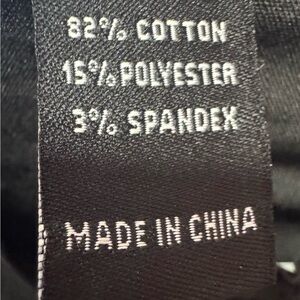 82% COTTON
15% POLYESTER
3% SPANDEX
MADE IN CHINA